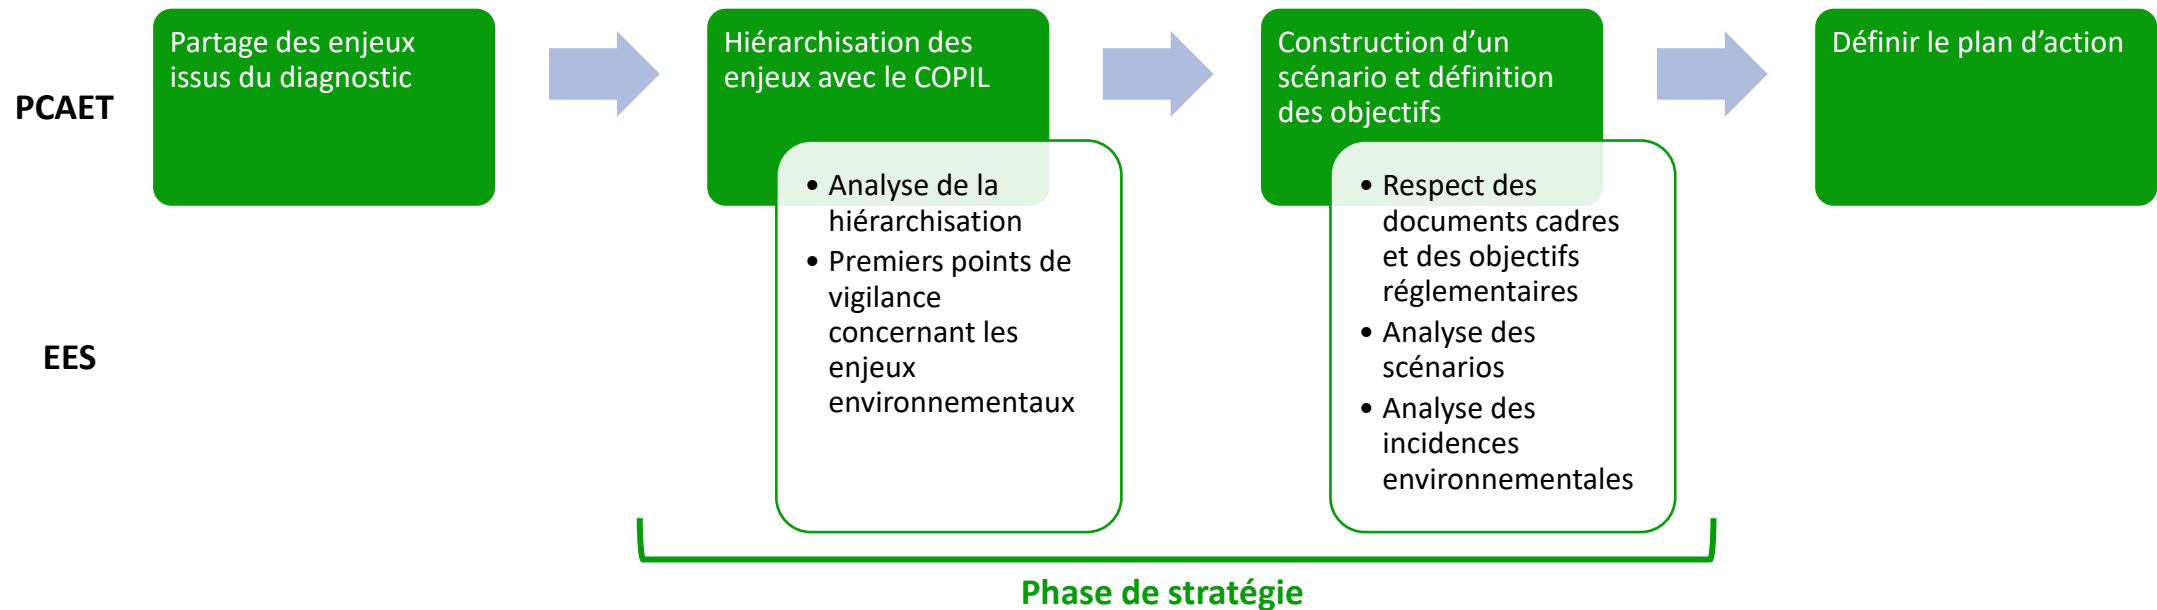 PCAET
Partage des enjeux
issus du diagnostic
Hiérarchisation des
enjeux avec le COPIL
Construction d’un
scénario et définition
des objectifs
Définir le plan d’action
EES
• Analyse de la
hiérarchisation
• Premiers points de
vigilance
concernant les
enjeux
environnementaux
• Respect des
documents cadres
et des objectifs
réglementaires
• Analyse des
scénarios
• Analyse des
incidences
environnementales
Phase de stratégie